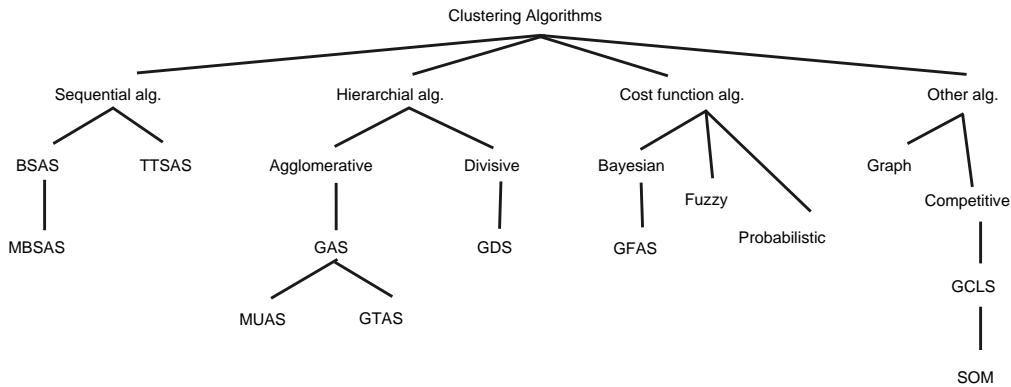 Clustering Algorithms
Sequential alg.
Hierarchial alg.
Cost function alg.
Other alg.
BSAS
TTSAS
Agglomerative
Divisive
Bayesian
Graph
Fuzzy
Competitive
Probabilistic
MBSAS
GAS
GDS
GFAS
GCLS
MUAS
GTAS
SOM